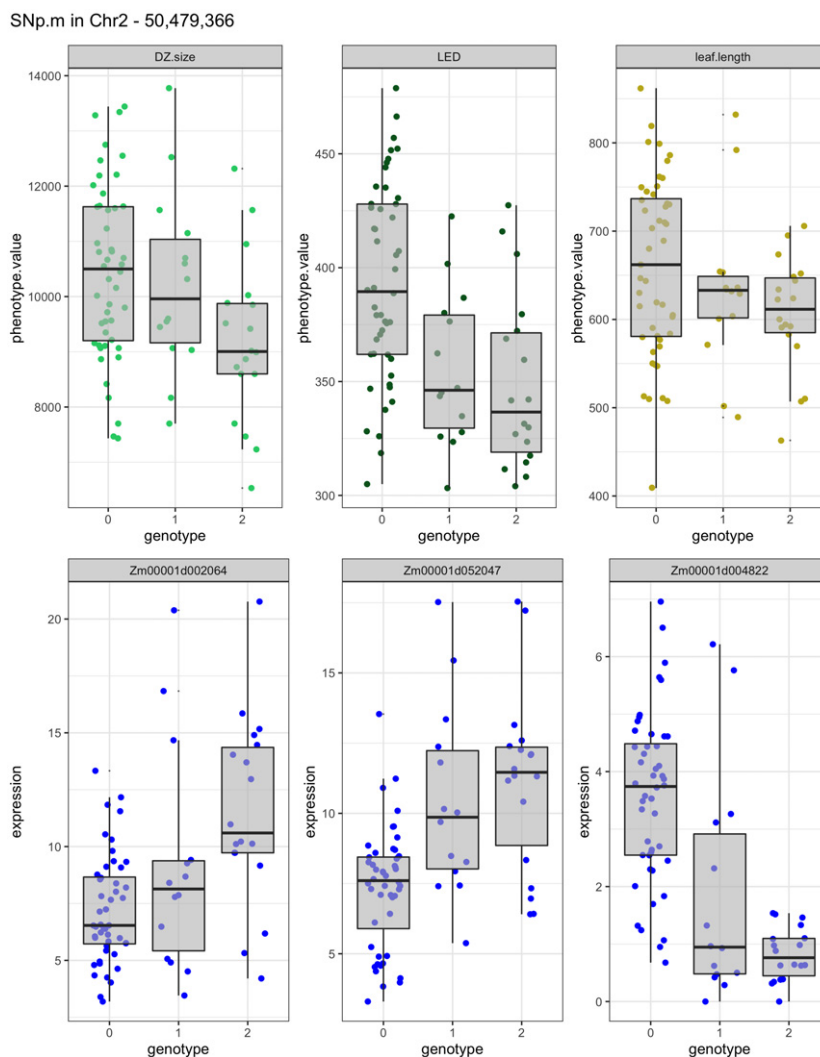 SNp.m in Chr2 - 50,479,366
DZ.size LED leaf.length
14000
12000
10000
8000
phenotype.value
0 1 2
genotype
450
400
350
300
phenotype.value
0 1 2
genotype
800
700
600
500
400
phenotype.value
0 1 2
genotype
Zm00001d002064 Zm00001d052047 Zm00001d004822
20
15
10
5
expression
0 1 2
genotype
15
10
5
expression
0 1 2
genotype
6
4
2
0
expression
0 1 2
genotype